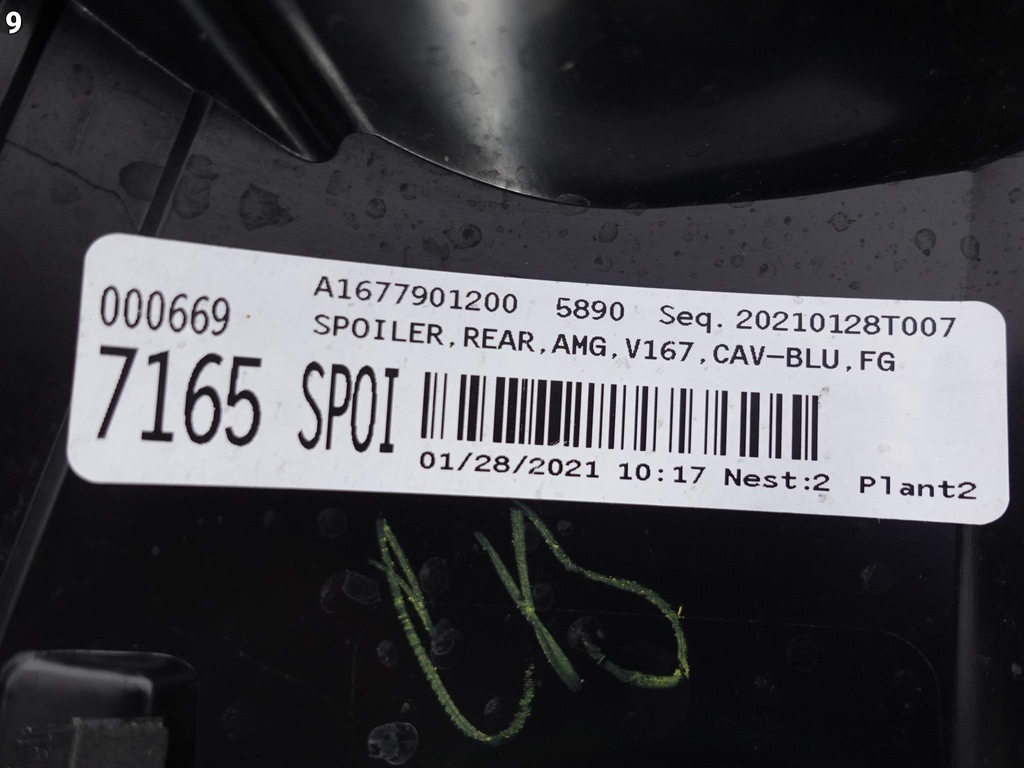 9
000669 A1677901200 5890 Seq. 20210128T007
SPOILER,REAR,AMG,V167,CAV-BLU,FG
7165 SPOI
01/28/2021 10:17 Nest:2 Plant2